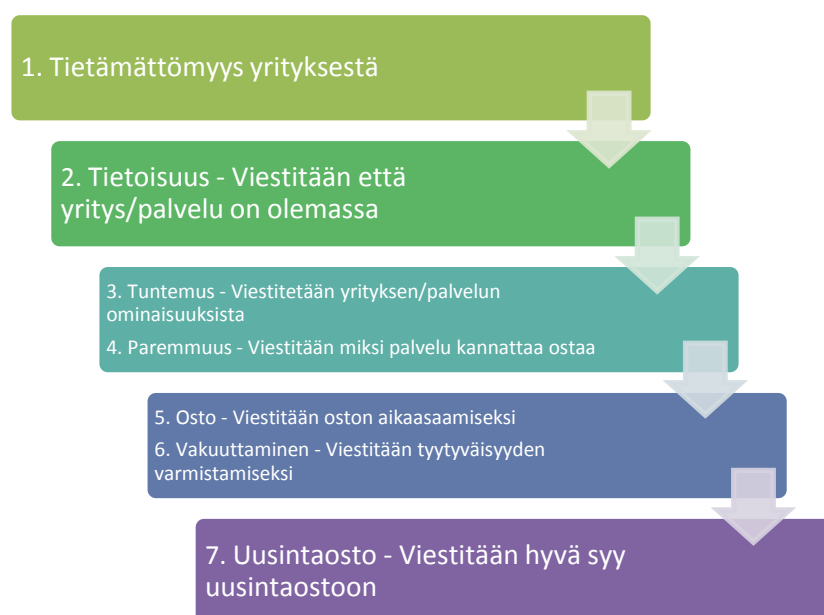 1. Tietämättömyys yrityksestä
2. Tietoisuus - Viestitään että
yritys/palvelu on olemassa
3. Tuntemus - Viestitetään yrityksen/palvelun
ominaisuuksista
4. Paremmuus - Viestitään miksi palvelu kannattaa ostaa
5. Osto - Viestitään oston aikaasaamiseksi
6. Vakuuttaminen - Viestitään tyytyväisyyden
varmistamiseksi
7. Uusintaosto - Viestitään hyvä syy
uusintaostoon